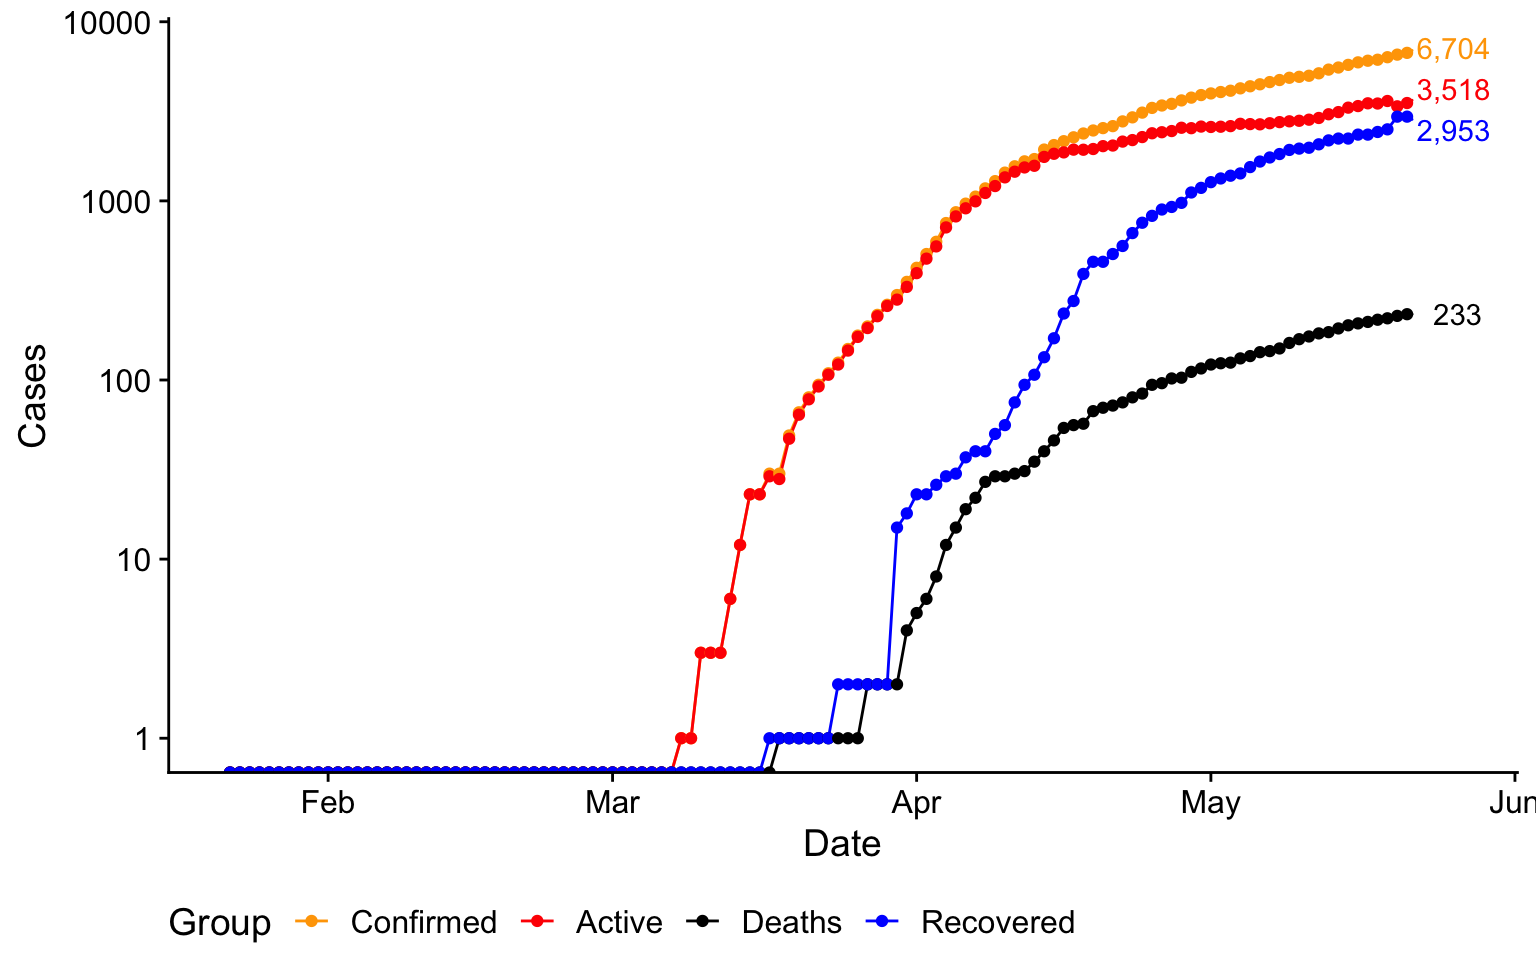 10000
1000
100
10
1
Cases
6,704
3,518
2,953
233
Feb Mar Apr May Jun
Date
Group Confirmed Active Deaths Recovered